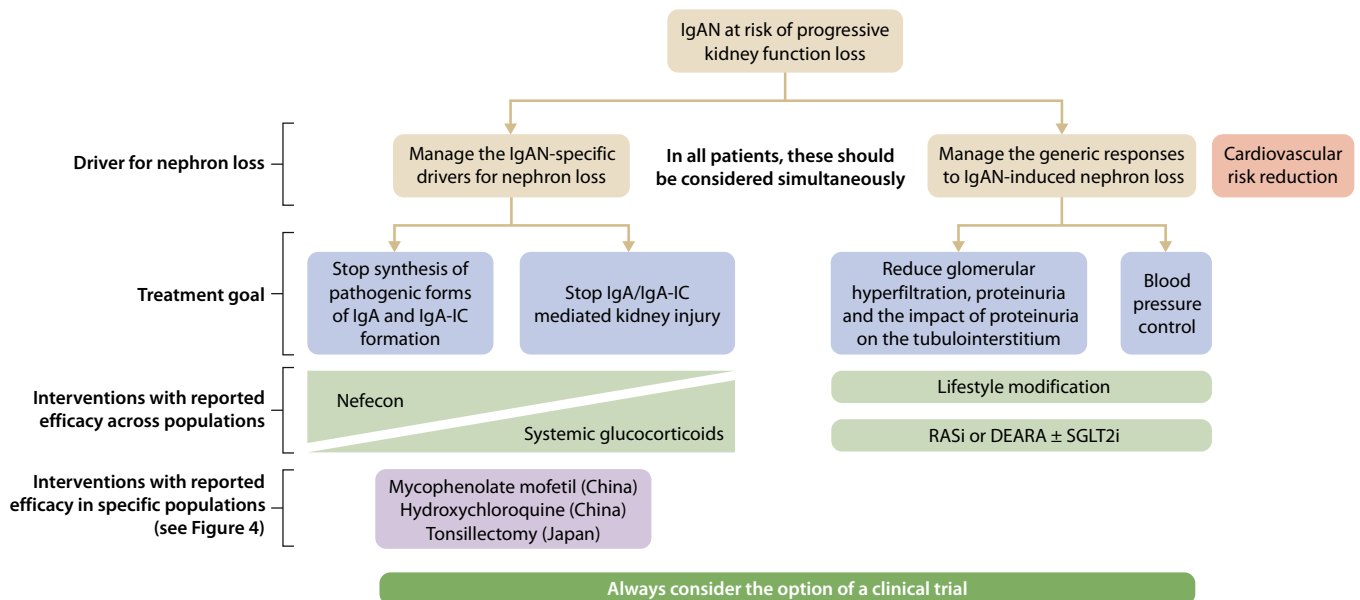 IgAN at risk of progressive
kidney function loss
Driver for nephron loss
Manage the IgAN-specific
drivers for nephron loss
In all patients, these should
be considered simultaneously
Manage the generic responses
to IgAN-induced nephron loss
Cardiovascular
risk reduction
Treatment goal
Stop synthesis of
pathogenic forms
of IgA and IgA-IC
formation
Stop IgA/IgA-IC
mediated kidney injury
Reduce glomerular
hyperfiltration, proteinuria
and the impact of proteinuria
on the tubulointerstitium
Blood
pressure
control
Interventions with reported
efficacy across populations
Nefecon
Systemic glucocorticoids
Lifestyle modification
RASi or DEARA ± SGLT2i
Interventions with reported
efficacy in specific populations
(see Figure 4)
Mycophenolate mofetil (China)
Hydroxychloroquine (China)
Tonsillectomy (Japan)
Always consider the option of a clinical trial